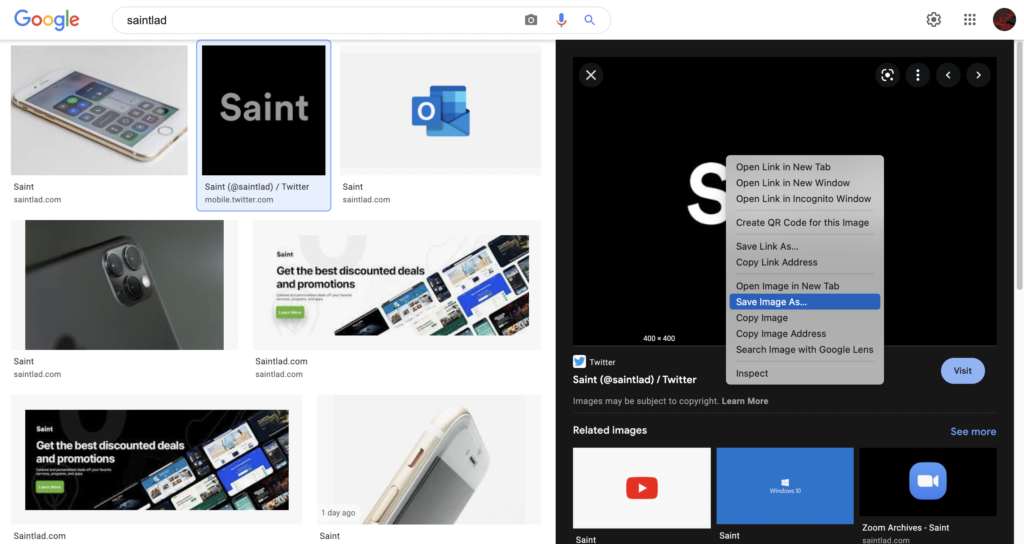 Google
saintlad
Saint
Saint
saintlad.com
Saint (@saintlad) / Twitter
mobile.twitter.com
Saint
saintlad.com
Saint
saintlad.com
Saint
Get the best discounted deals
and promotions
Learn More
Saintlad.com
saintlad.com
Saint
Get the best discounted deals
and promotions
Learn More
Saintlad.com
1 day ago
Saint
S
400 × 400
Open Link in New Tab
Open Link in New Window
Open Link in Incognito Window
Create QR Code for this Image
Save Link As...
Copy Link Address
Open Image in New Tab
Save Image As...
Copy Image
Copy Image Address
Search Image with Google Lens
Inspect
Twitter
Saint (@saintlad) / Twitter
Visit
Images may be subject to copyright. Learn More
Related images
See more
Windows 10
Saint
Saint
Zoom Archives - Saint
saintlad.com